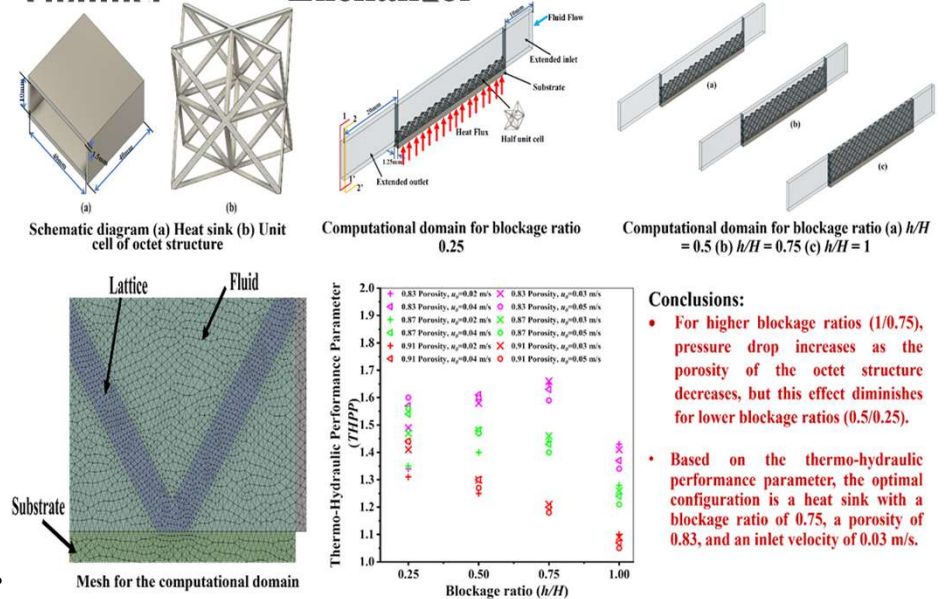 10mm
Fluid Flow
Extended inlet
Substrate
20mm
1
2
Heat Flux
Half unit cell
1.25mm
1'
2'
Extended outlet
40mm
40mm
(a)
(b)
(a)
(b)
(c)
Schematic diagram (a) Heat sink (b) Unit
cell of octet structure
Computational domain for blockage ratio
0.25
Computational domain for blockage ratio (a) h/H
= 0.5 (b) h/H = 0.75 (c) h/H = 1
Lattice
Fluid
Substrate
Mesh for the computational domain
Thermo-Hydraulic Performance Parameter
(THPP)
1.7
1.6
1.5
1.4
1.3
1.2
1.1
1.0
0.83 Porosity, u0=0.02 m/s
0.83 Porosity, u0=0.03 m/s
0.83 Porosity, u0=0.04 m/s
0.83 Porosity, u0=0.05 m/s
0.87 Porosity, u0=0.02 m/s
0.87 Porosity, u0=0.03 m/s
0.87 Porosity, u0=0.04 m/s
0.87 Porosity, u0=0.05 m/s
0.91 Porosity, u0=0.02 m/s
0.91 Porosity, u0=0.03 m/s
0.91 Porosity, u0=0.04 m/s
0.91 Porosity, u0=0.05 m/s
0.25
0.50
0.75
1.00
Blockage ratio (h/H)
Conclusions:
• For higher blockage ratios (1/0.75),
pressure drop increases as the
porosity of the octet structure
decreases, but this effect diminishes
for lower blockage ratios (0.5/0.25).
• Based on the thermo-hydraulic
performance parameter, the optimal
configuration is a heat sink with a
blockage ratio of 0.75, a porosity of
0.83, and an inlet velocity of 0.03 m/s.